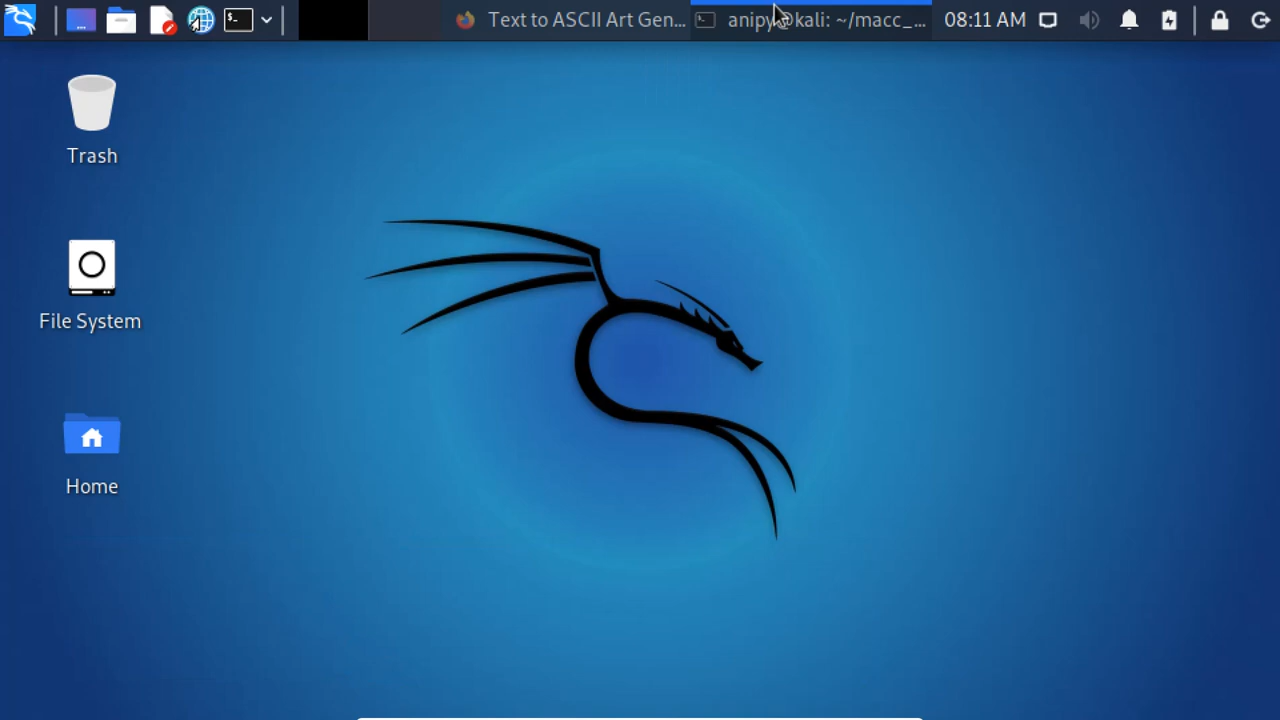 Text to ASCII Art Gen...
anipy@kali: ~/macc_...
08:11 AM
Trash
File System
Home